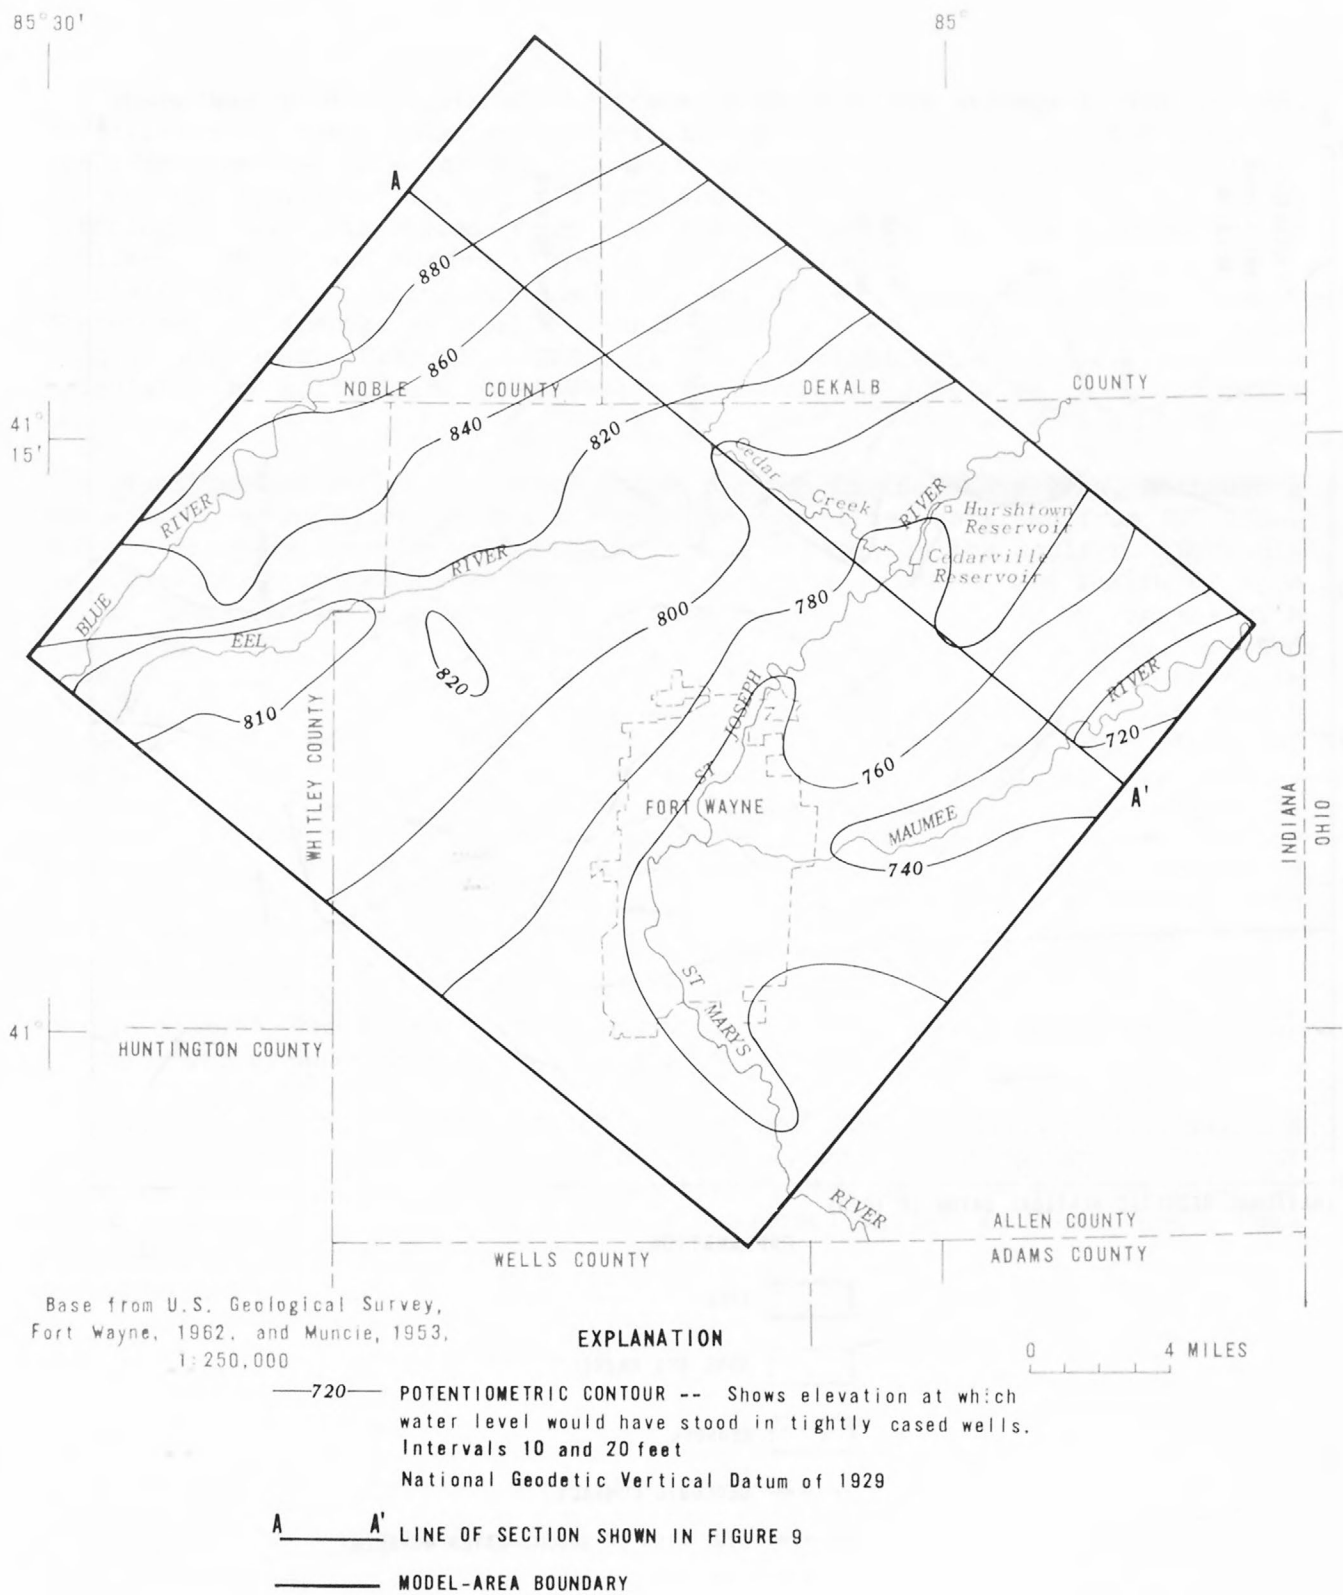 85°30'
85°
A
880
860
NOBLE COUNTY
DEKALB COUNTY
41°
15'
840
820
Cedar Creek
RIVER
Hurshtown
Reservoir
Cedarville
Reservoir
BLUE RIVER
EEL RIVER
800
780
820
810
ST JOSEPH
RIVER
720
760
A'
WHITLEY COUNTY
FORT WAYNE
MAUMEE
740
INDIANA
OHIO
ST MARYS
41°
HUNTINGTON COUNTY
RIVER
ALLEN COUNTY
WELLS COUNTY
ADAMS COUNTY
Base from U.S. Geological Survey,
Fort Wayne, 1962, and Muncie, 1953,
1:250,000
EXPLANATION
0 4 MILES
720 POTENTIOMETRIC CONTOUR -- Shows elevation at which
water level would have stood in tightly cased wells.
Intervals 10 and 20 feet
National Geodetic Vertical Datum of 1929
A A' LINE OF SECTION SHOWN IN FIGURE 9
MODEL-AREA BOUNDARY